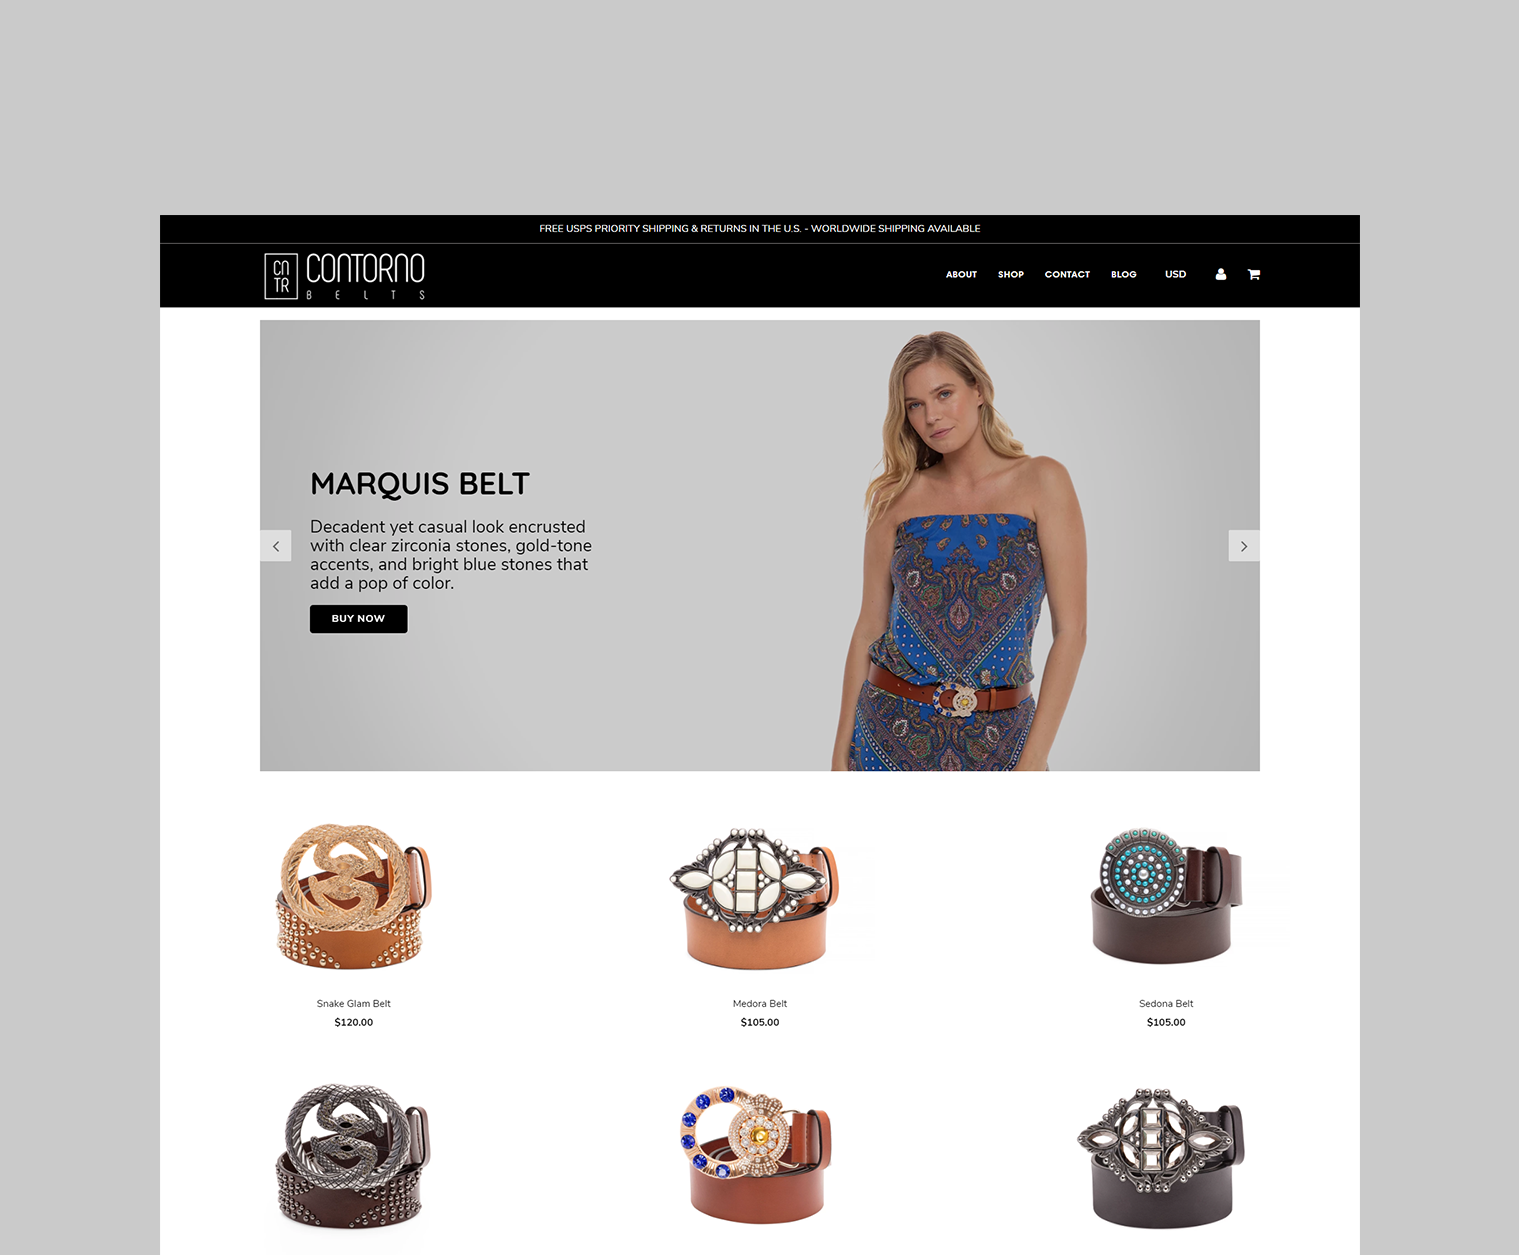 FREE USPS PRIORITY SHIPPING & RETURNS IN THE U.S. - WORLDWIDE SHIPPING AVAILABLE
CN
TR
CONTORNO
BELTS
ABOUT SHOP CONTACT BLOG USD
MARQUIS BELT
Decadent yet casual look encrusted
with clear zirconia stones, gold-tone
accents, and bright blue stones that
add a pop of color.
BUY NOW
Snake Glam Belt
$120.00
Medora Belt
$105.00
Sedona Belt
$105.00